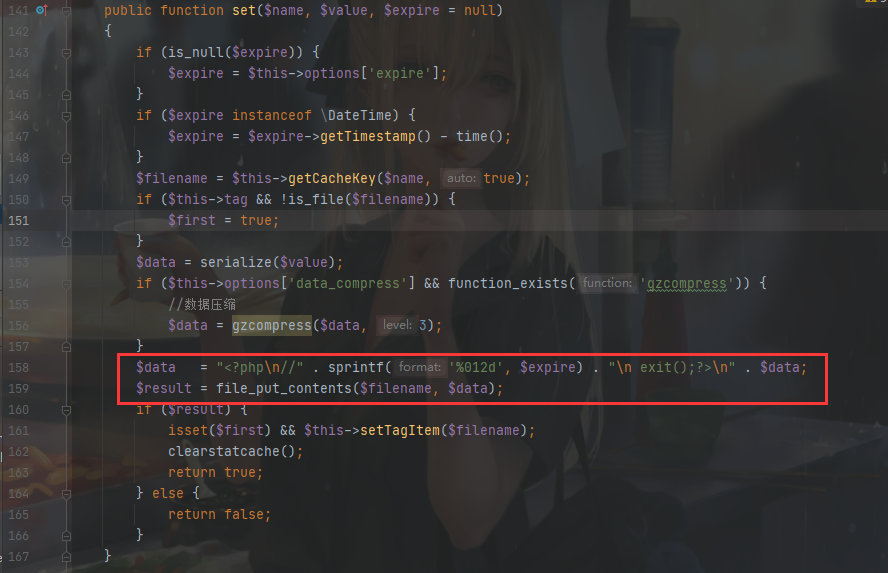 141 public function set($name, $value, $expire = null)
142 {
143 if (is_null($expire)) {
144 $expire = $this->options['expire'];
145 }
146 if ($expire instanceof \DateTime) {
147 $expire = $expire->getTimestamp() - time();
148 }
149 $filename = $this->getCacheKey($name, auto: true);
150 if ($this->tag && !is_file($filename)) {
151 $first = true;
152 }
153 $data = serialize($value);
154 if ($this->options['data_compress'] && function_exists( function: 'gzcompress')) {
155 //数据压缩
156 $data = gzcompress($data, level: 3);
157 }
158 $data = "<?php\n//" . sprintf( format: '%012d', $expire) . "\n exit();?>\n" . $data;
159 $result = file_put_contents($filename, $data);
160 if ($result) {
161 isset($first) && $this->setTagItem($filename);
162 clearstatcache();
163 return true;
164 } else {
165 return false;
166 }
167 }